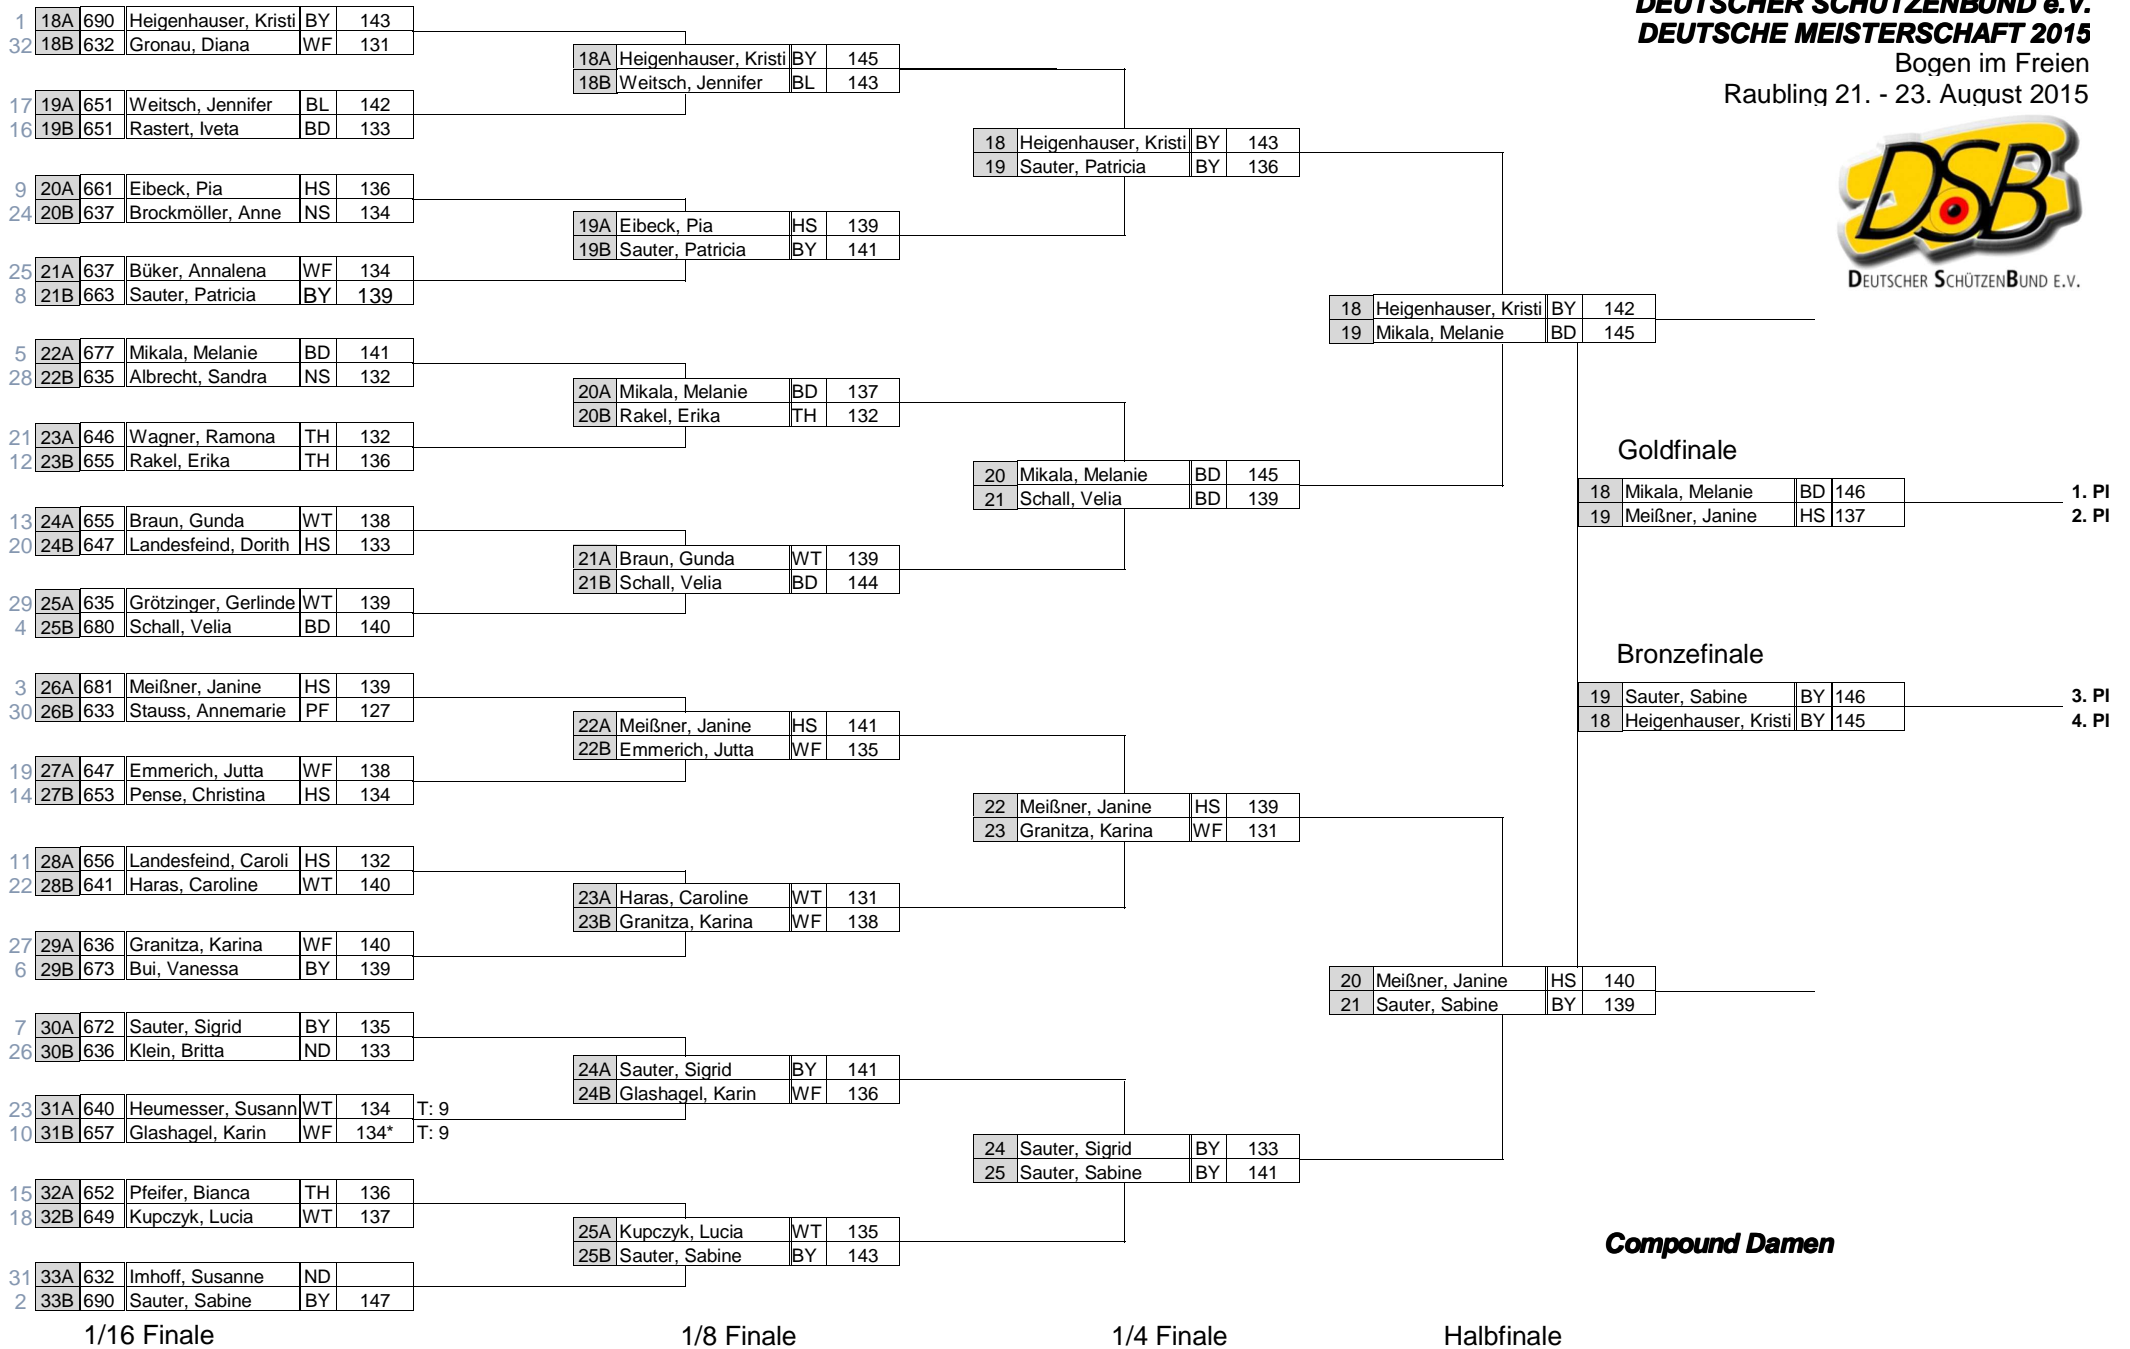 DEUTSCHER SCHÜTZENBUND e.V.
DEUTSCHE MEISTERSCHAFT 2015
Bogen im Freien
Raubling 21. - 23. August 2015
DSB
DEUTSCHER SCHÜTZENBUND E.V.
1 18A 690 Heigenhauser, Kristi BY 143
32 18B 632 Gronau, Diana WF 131
17 19A 651 Weitsch, Jennifer BL 142
16 19B 651 Rastert, Iveta BD 133
9 20A 661 Eibeck, Pia HS 136
24 20B 637 Brockmöller, Anne NS 134
25 21A 637 Büker, Annalena WF 134
8 21B 663 Sauter, Patricia BY 139
5 22A 677 Mikala, Melanie BD 141
28 22B 635 Albrecht, Sandra NS 132
21 23A 646 Wagner, Ramona TH 132
12 23B 655 Rakel, Erika TH 136
13 24A 655 Braun, Gunda WT 138
20 24B 647 Landesfeind, Dorith HS 133
29 25A 635 Grötzinger, Gerlinde WT 139
4 25B 680 Schall, Velia BD 140
3 26A 681 Meißner, Janine HS 139
30 26B 633 Stauss, Annemarie PF 127
19 27A 647 Emmerich, Jutta WF 138
14 27B 653 Pense, Christina HS 134
11 28A 656 Landesfeind, Caroli HS 132
22 28B 641 Haras, Caroline WT 140
27 29A 636 Granitza, Karina WF 140
6 29B 673 Bui, Vanessa BY 139
7 30A 672 Sauter, Sigrid BY 135
26 30B 636 Klein, Britta ND 133
23 31A 640 Heumesser, Susann WT 134 T: 9
10 31B 657 Glashagel, Karin WF 134* T: 9
15 32A 652 Pfeifer, Bianca TH 136
18 32B 649 Kupczyk, Lucia WT 137
31 33A 632 Imhoff, Susanne ND
2 33B 690 Sauter, Sabine BY 147
1/16 Finale
18A Heigenhauser, Kristi BY 145
18B Weitsch, Jennifer BL 143
19A Eibeck, Pia HS 139
19B Sauter, Patricia BY 141
20A Mikala, Melanie BD 137
20B Rakel, Erika TH 132
21A Braun, Gunda WT 139
21B Schall, Velia BD 144
22A Meißner, Janine HS 141
22B Emmerich, Jutta WF 135
23A Haras, Caroline WT 131
23B Granitza, Karina WF 138
24A Sauter, Sigrid BY 141
24B Glashagel, Karin WF 136
25A Kupczyk, Lucia WT 135
25B Sauter, Sabine BY 143
1/8 Finale
18 Heigenhauser, Kristi BY 143
19 Sauter, Patricia BY 136
20 Mikala, Melanie BD 145
21 Schall, Velia BD 139
22 Meißner, Janine HS 139
23 Granitza, Karina WF 131
24 Sauter, Sigrid BY 133
25 Sauter, Sabine BY 141
1/4 Finale
18 Heigenhauser, Kristi BY 142
19 Mikala, Melanie BD 145
20 Meißner, Janine HS 140
21 Sauter, Sabine BY 139
Halbfinale
Goldfinale
18 Mikala, Melanie BD 146 1. Pl
19 Meißner, Janine HS 137 2. Pl
Bronzefinale
19 Sauter, Sabine BY 146 3. Pl
18 Heigenhauser, Kristi BY 145 4. Pl
Compound Damen